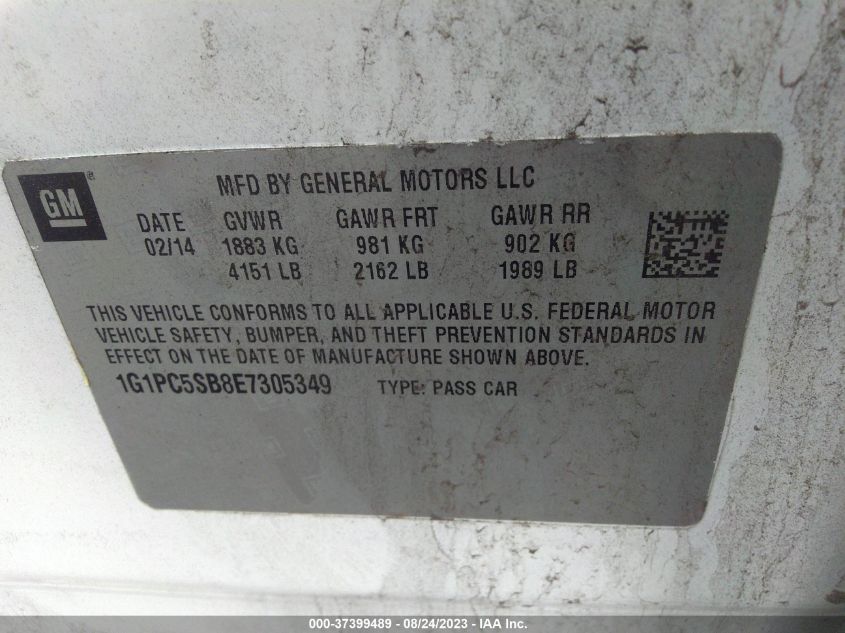 GM®
MFD BY GENERAL MOTORS LLC
DATE GVWR GAWR FRT GAWR RR
02/14 1883 KG 981 KG 902 KG
4151 LB 2162 LB 1989 LB
THIS VEHICLE CONFORMS TO ALL APPLICABLE U.S. FEDERAL MOTOR
VEHICLE SAFETY, BUMPER, AND THEFT PREVENTION STANDARDS IN
EFFECT ON THE DATE OF MANUFACTURE SHOWN ABOVE.
1G1PC5SB8E7305349 TYPE: PASS CAR
000-37399489 - 08/24/2023 - IAA Inc.